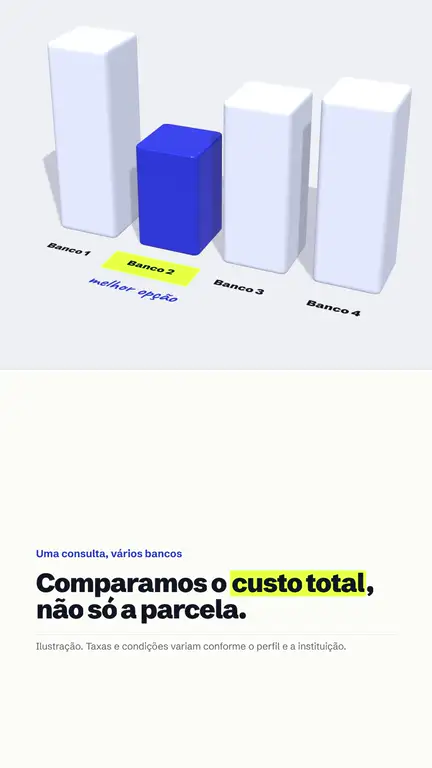 Banco 1
Banco 2
melhor opção
Banco 3
Banco 4
Uma consulta, vários bancos
Comparamos o custo total,
não só a parcela.
Ilustração. Taxas e condições variam conforme o perfil e a instituição.